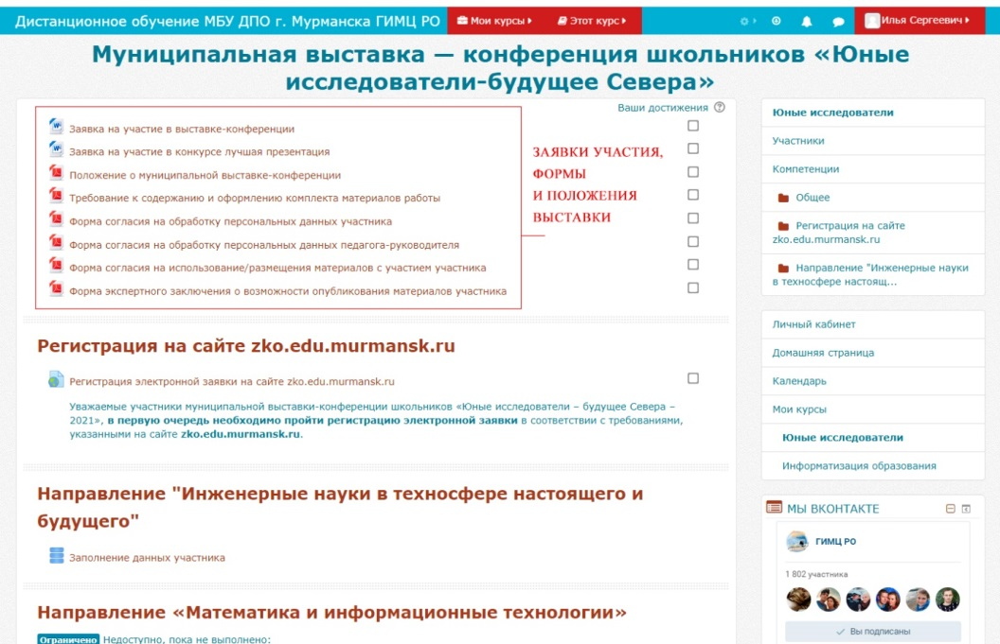 Дистанционное обучение МБУ ДПО г. Мурманска ГИМЦ РО
Мои курсы
Этот курс
Илья Сергеевич
Муниципальная выставка — конференция школьников «Юные
исследователи-будущее Севера»
Ваши достижения
Заявка на участие в выставке-конференции
Заявка на участие в конкурсе лучшая презентация
Положение о муниципальной выставке-конференции
Требование к содержанию и оформлению комплекта материалов работы
Форма согласия на обработку персональных данных участника
Форма согласия на обработку персональных данных педагога-руководителя
Форма согласия на использование/размещения материалов с участием участника
Форма экспертного заключения о возможности опубликования материалов участника
ЗАЯВКИ УЧАСТИЯ,
ФОРМЫ
И ПОЛОЖЕНИЯ
ВЫСТАВКИ
Регистрация на сайте zko.edu.murmansk.ru
Регистрация электронной заявки на сайте zko.edu.murmansk.ru
Уважаемые участники муниципальной выставки-конференции школьников «Юные исследователи – будущее Севера –
2021», в первую очередь необходимо пройти регистрацию электронной заявки в соответствии с требованиями,
указанными на сайте zko.edu.murmansk.ru.
Направление "Инженерные науки в техносфере настоящего и
будущего"
Заполнение данных участника
Направление «Математика и информационные технологии»
Ограничено Недоступно, пока не выполнено:
Юные исследователи
Участники
Компетенции
Общее
Регистрация на сайте
zko.edu.murmansk.ru
Направление "Инженерные науки
в техносфере настоящ...
Личный кабинет
Домашняя страница
Календарь
Мои курсы
Юные исследователи
Информатизация образования
МЫ ВКОНТАКТЕ
ГИМЦ РО
1 802 участника
Вы подписаны